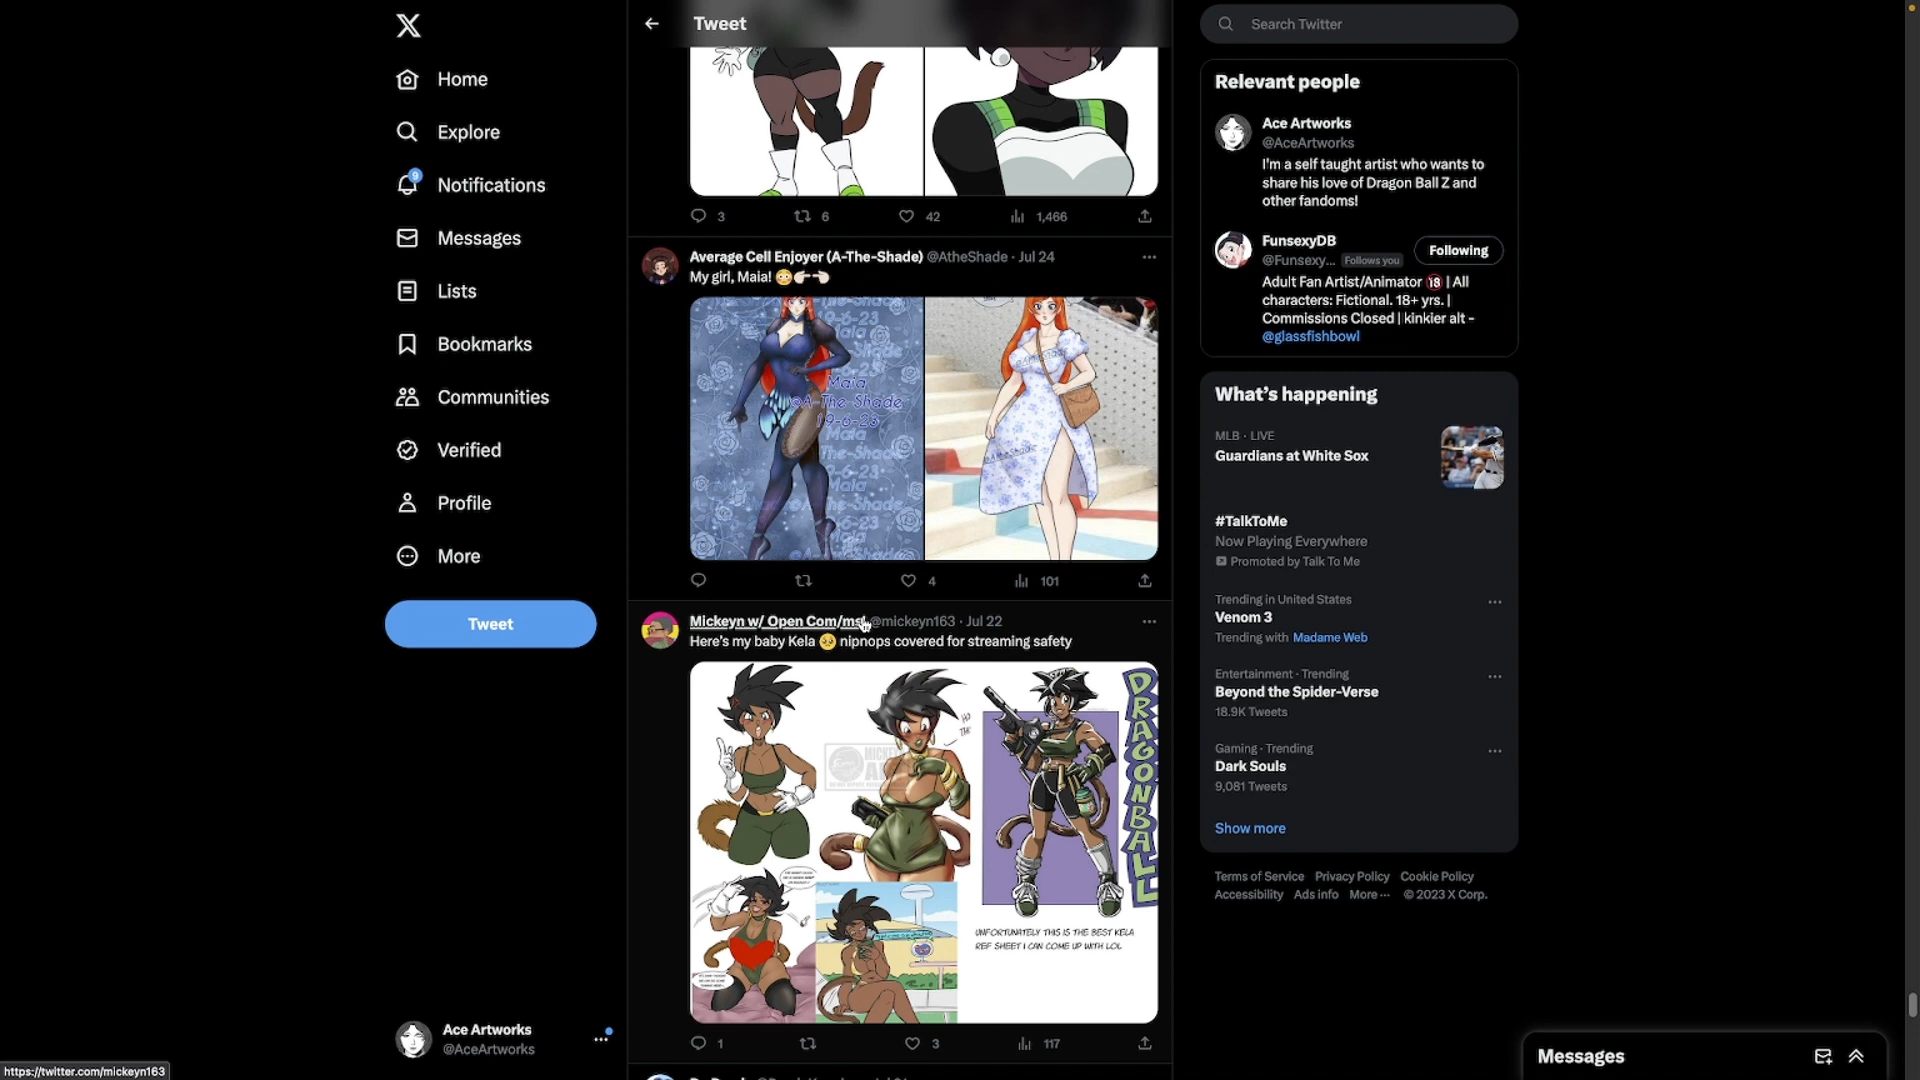 Home
Explore
9
Notifications
Messages
Lists
Bookmarks
Communities
Verified
Profile
More
Tweet
Ace Artworks
@AceArtworks
https://twitter.com/mickeyn163
Tweet
3
6
42
1,466
Average Cell Enjoyer (A-The-Shade) @AtheShade · Jul 24
My girl, Maia! 😳👉🏻👈🏻
Maia
@A-The-Shade
19-6-23
4
101
Mickeyn w/ Open Com/ms @mickeyn163 · Jul 22
Here's my baby Kela 🥺 nipnops covered for streaming safety
DRAGONBALL
UNFORTUNATELY THIS IS THE BEST KELA
REF SHEET I CAN COME UP WITH LOL
1
3
117
Search Twitter
Relevant people
Ace Artworks
@AceArtworks
I'm a self taught artist who wants to
share his love of Dragon Ball Z and
other fandoms!
FunsexyDB
@Funsexy... Follows you
Following
Adult Fan Artist/Animator 🔞 | All
characters: Fictional. 18+ yrs. |
Commissions Closed | kinkier alt -
@glassfishbowl
What's happening
MLB · LIVE
Guardians at White Sox
#TalkToMe
Now Playing Everywhere
Promoted by Talk To Me
Trending in United States
Venom 3
Trending with Madame Web
Entertainment · Trending
Beyond the Spider-Verse
18.9K Tweets
Gaming · Trending
Dark Souls
9,081 Tweets
Show more
Terms of Service Privacy Policy Cookie Policy
Accessibility Ads info More ··· © 2023 X Corp.
Messages